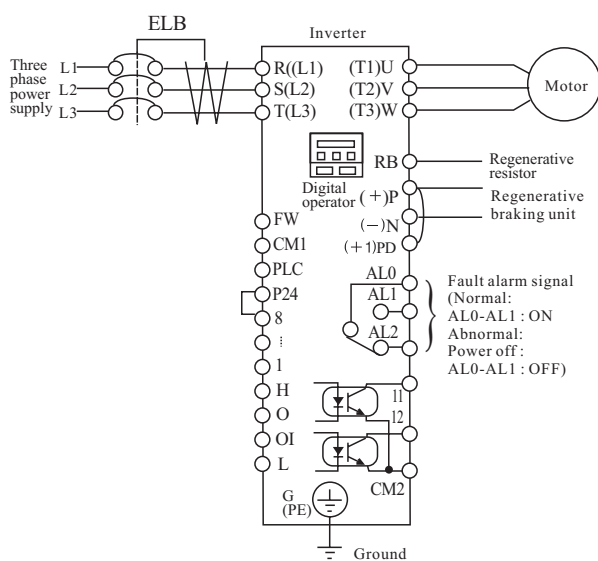 ELB
Inverter
Three
phase
power
supply
L1
L2
L3
R((L1)
S(L2)
T(L3)
(T1)U
(T2)V
(T3)W
Motor
Digital
operator
RB
Regenerative
resistor
(+)P
(−)N
(+1)PD
Regenerative
braking unit
FW
CM1
PLC
P24
8
⋮
1
H
O
OI
L
AL0
AL1
AL2
Fault alarm signal
(Normal:
AL0-AL1 : ON
Abnormal:
Power off :
AL0-AL1 : OFF)
11
12
CM2
G
(PE)
Ground